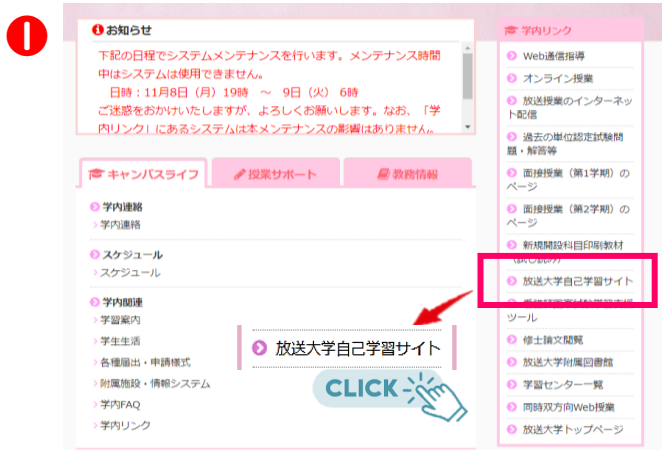 1
お知らせ
下記の日程でシステムメンテナンスを行います。メンテナンス時間
中はシステムは使用できません。
日時：11月8日（月）19時 ～ 9日（火） 6時
ご迷惑をおかけいたしますが、よろしくお願いします。なお、「学
内リンク」にあるシステムは本メンテナンスの影響はありません。
キャンパスライフ
授業サポート
教務情報
学内連絡
学内連絡
スケジュール
スケジュール
学内関連
学習案内
学生生活
各種届出・申請様式
附属施設・情報システム
学内FAQ
学内リンク
放送大学自己学習サイト
CLICK
学内リンク
Web通信指導
オンライン授業
放送授業のインターネッ
ト配信
過去の単位認定試験問
題・解答等
面接授業（第1学期）の
ページ
面接授業（第2学期）の
ページ
新規開設科目印刷教材
（試し読み）
放送大学自己学習サイト
ツール
修士論文閲覧
放送大学附属図書館
学習センター一覧
同時双方向Web授業
放送大学トップページ